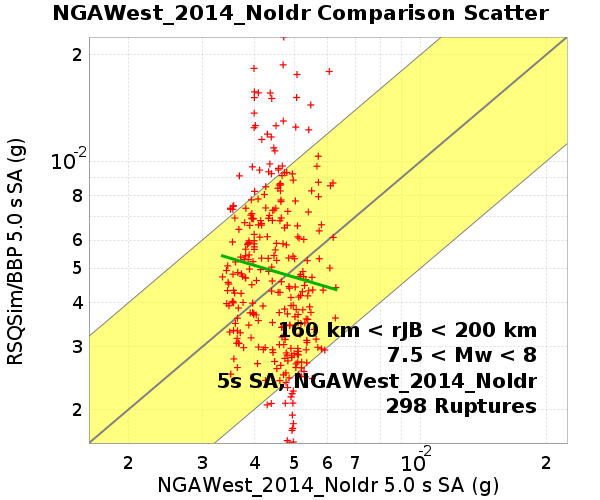 NGAWest_2014_NoIdr Comparison Scatter
RSQSim/BBP 5.0 s SA (g)
2
10-2
8
6
5
4
3
2
160 km < rJB < 200 km
7.5 < Mw < 8
5s SA, NGAWest_2014_NoIdr
298 Ruptures
2 3 4 5 6 7 10-2 2
NGAWest_2014_NoIdr 5.0 s SA (g)